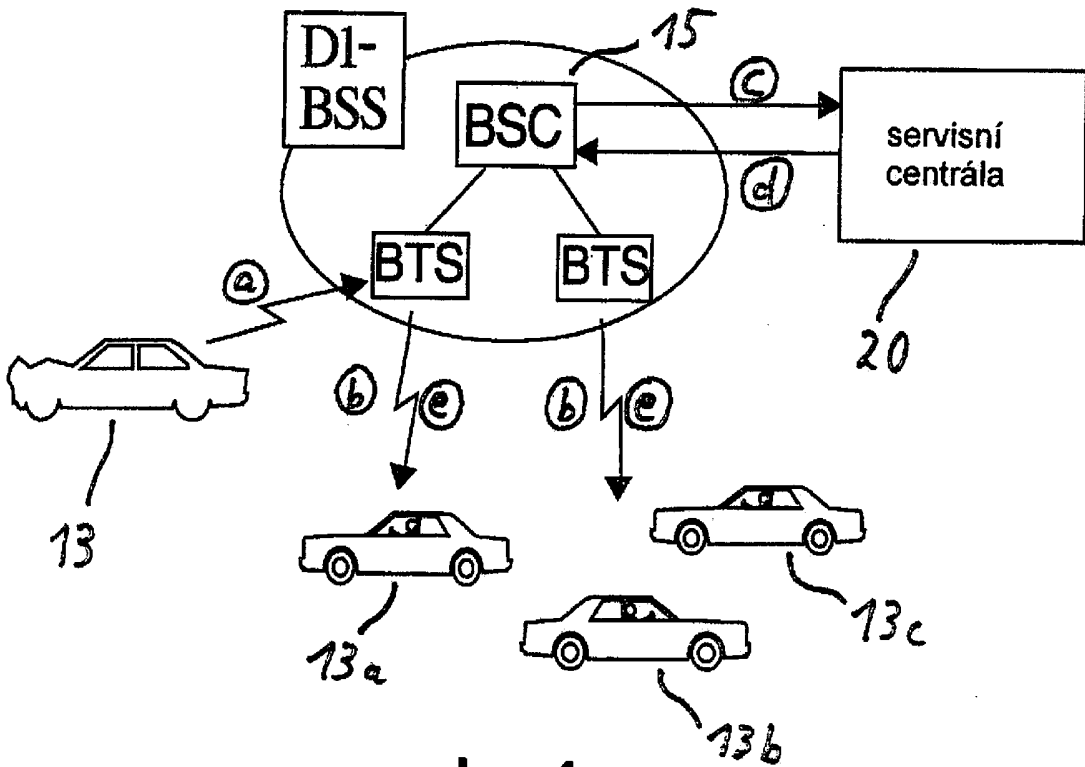 D1-
BSS
15
BSC
c
d
servisní
centrála
BTS
BTS
a
20
b
e
b
e
13
13a
13c
13b